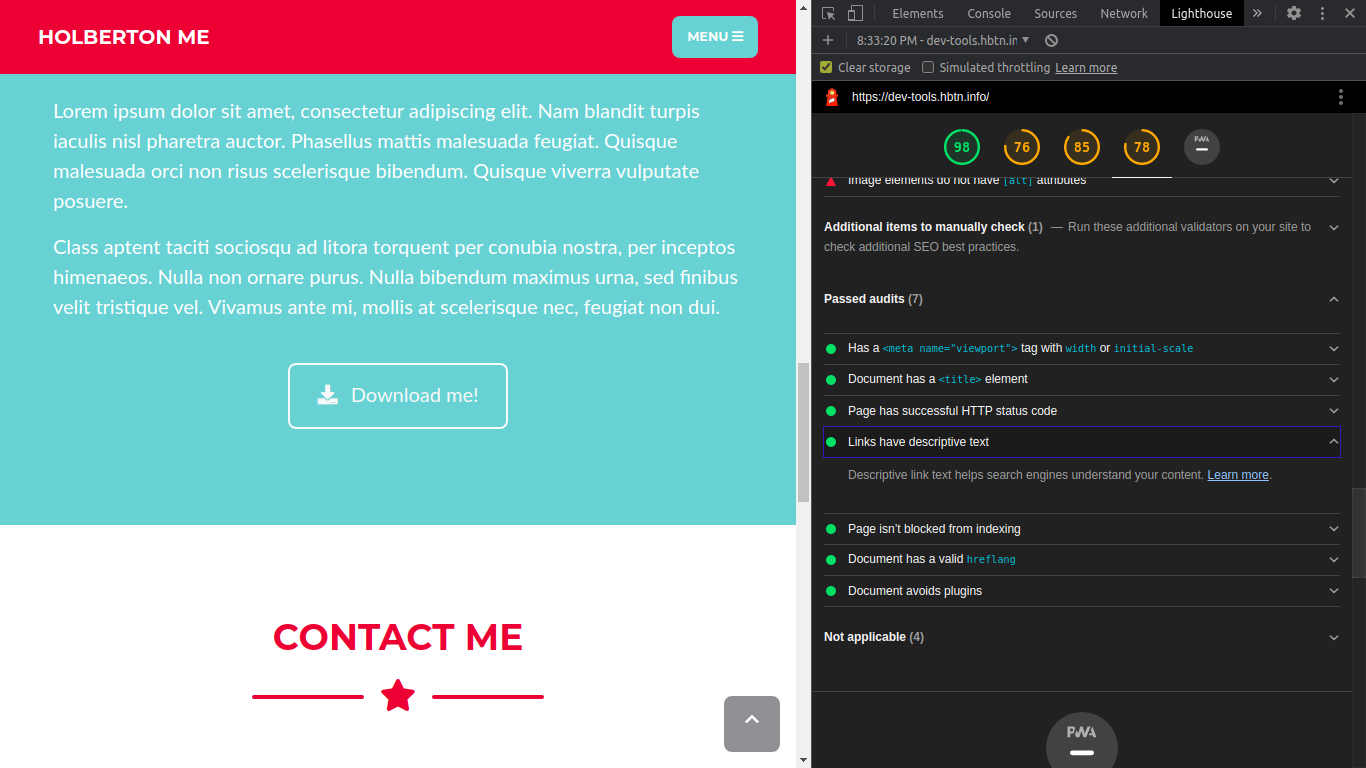 HOLBERTON ME
MENU
Lorem ipsum dolor sit amet, consectetur adipiscing elit. Nam blandit turpis
iaculis nisl pharetra auctor. Phasellus mattis malesuada feugiat. Quisque
malesuada orci non risus scelerisque bibendum. Quisque viverra vulputate
posuere.
Class aptent taciti sociosqu ad litora torquent per conubia nostra, per inceptos
himenaeos. Nulla non ornare purus. Nulla bibendum maximus urna, sed finibus
velit tristique vel. Vivamus ante mi, mollis at scelerisque nec, feugiat non dui.
Download me!
CONTACT ME
Elements Console Sources Network Lighthouse »
8:33:20 PM - dev-tools.hbtn.in
Clear storage Simulated throttling Learn more
https://dev-tools.hbtn.info/
98 76 85 78 PWA
Image elements do not have [alt] attributes
Additional items to manually check (1) — Run these additional validators on your site to
check additional SEO best practices.
Passed audits (7)
Has a <meta name="viewport"> tag with width or initial-scale
Document has a <title> element
Page has successful HTTP status code
Links have descriptive text
Descriptive link text helps search engines understand your content. Learn more.
Page isn't blocked from indexing
Document has a valid hreflang
Document avoids plugins
Not applicable (4)
PWA